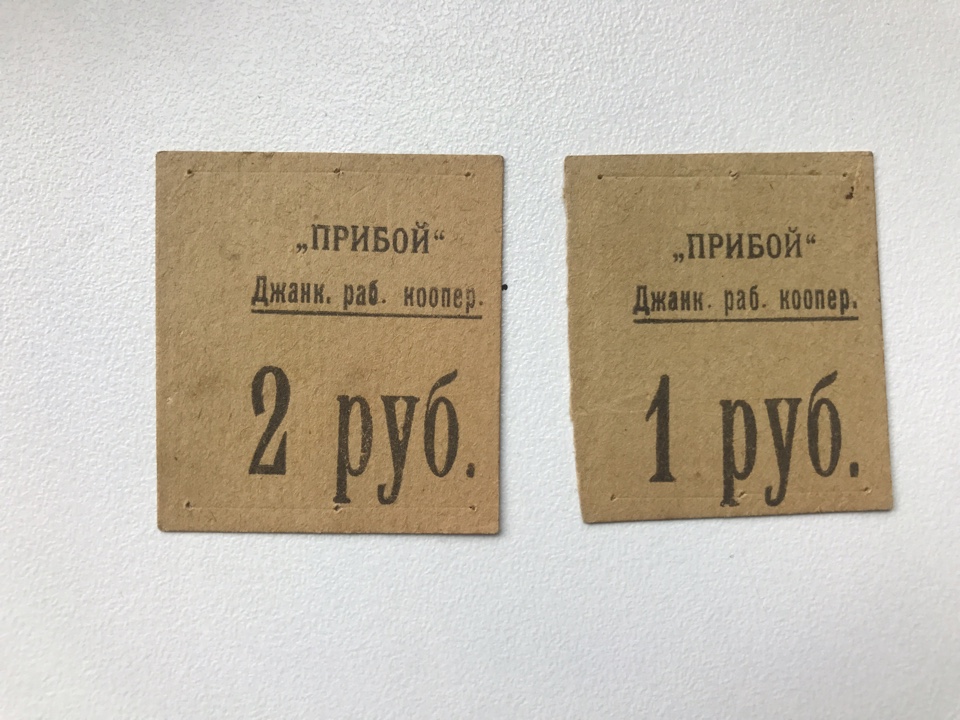 „ПРИБОЙ“
Джанк. раб. коопер.
2 руб.
„ПРИБОЙ“
Джанк. раб. коопер.
1 руб.